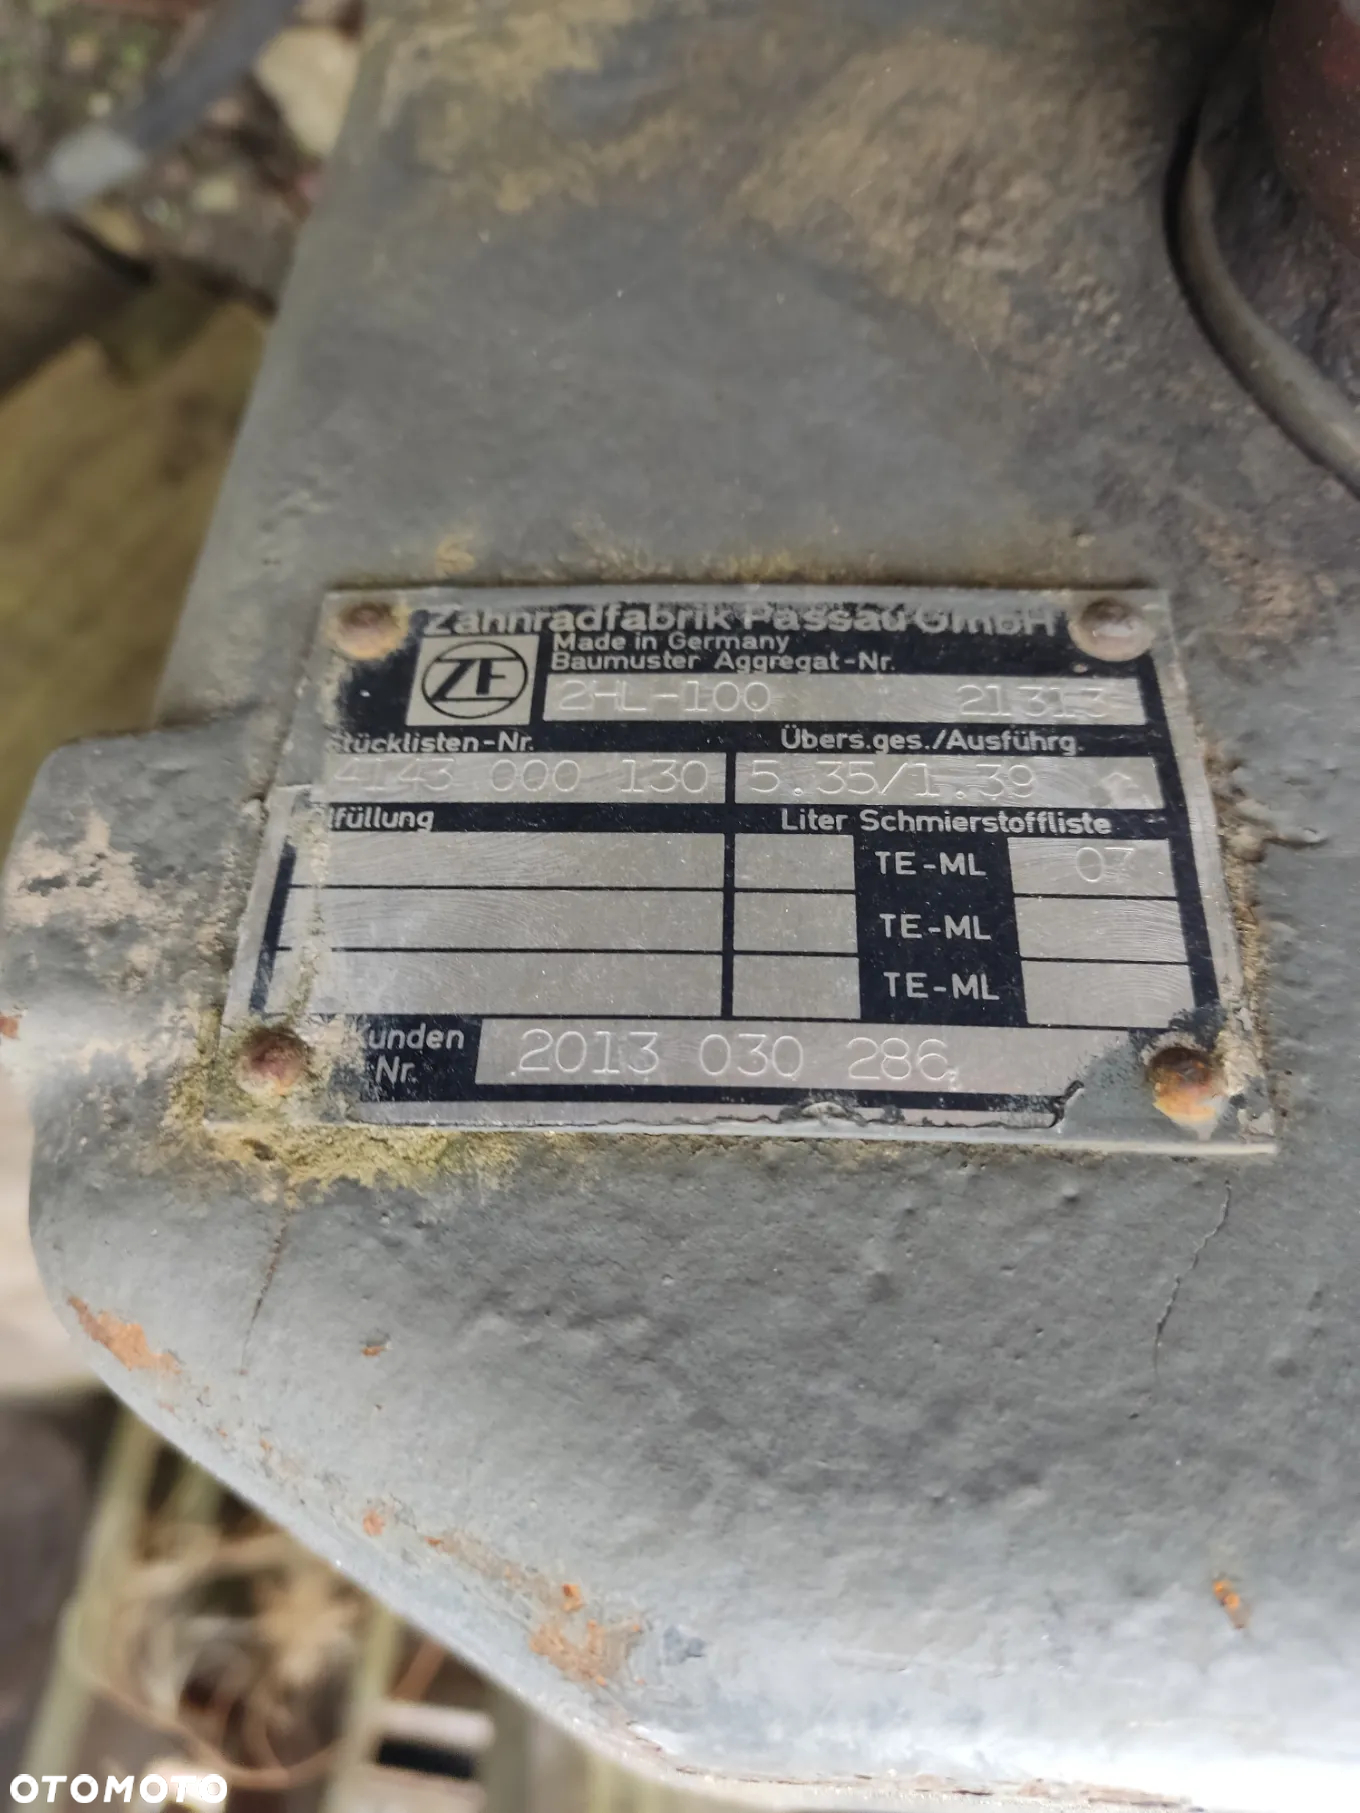 Zahnradfabrik Passau GmbH
Made in Germany
Baumuster Aggregat-Nr.
ZF
2HL-100 21313
tücklisten-Nr. Übers.ges./Ausführg.
4143 000 130 5.35/1.39
lfüllung Liter Schmierstoffliste
TE-ML 07
TE-ML
TE-ML
Kunden
Nr. 2013 030 286
OTOMOTO